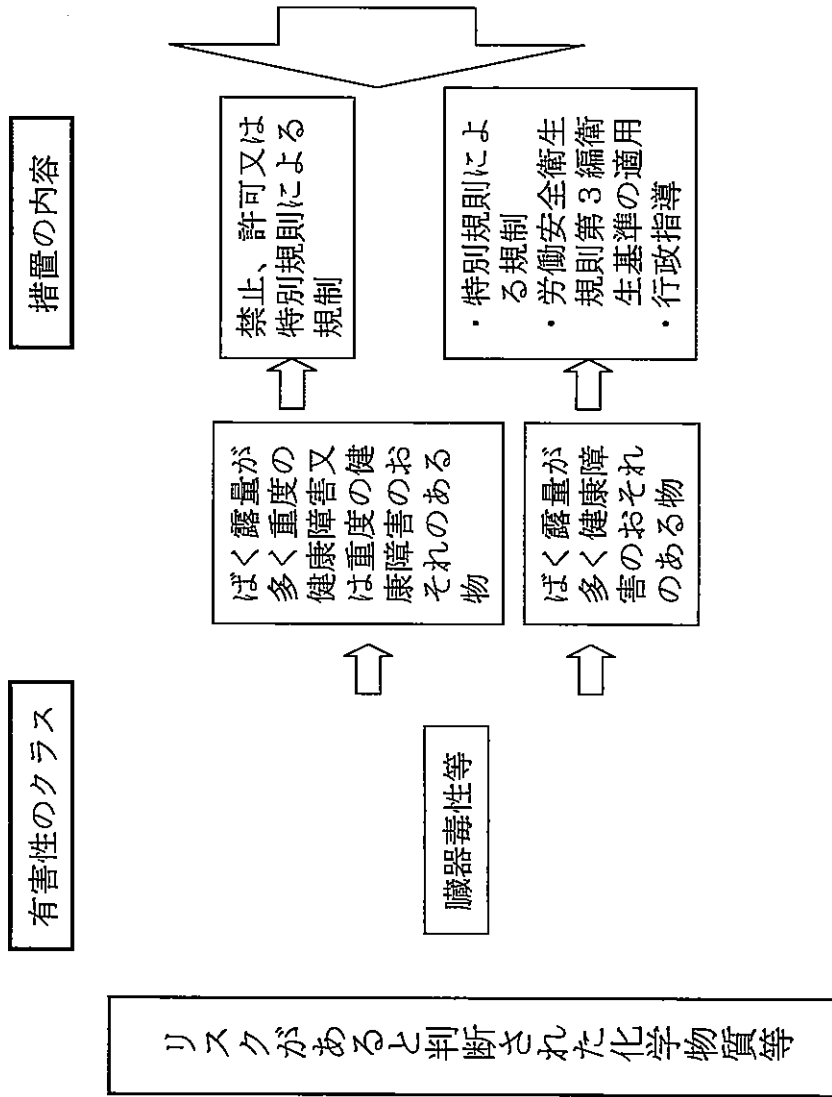 有害性のクラス
措置の内容
リスクがあると判断された化学物質等
臓器毒性等
ばく露量が
多く重度の
健康障害又
は重度の健
康障害のお
それのある
物
禁止、許可又は
特別規則による
規制
ばく露量が
多く健康障
害のおそれ
のある物
・特別規則によ
る規制
・労働安全衛生
規則第3編衛
生基準の適用
・行政指導